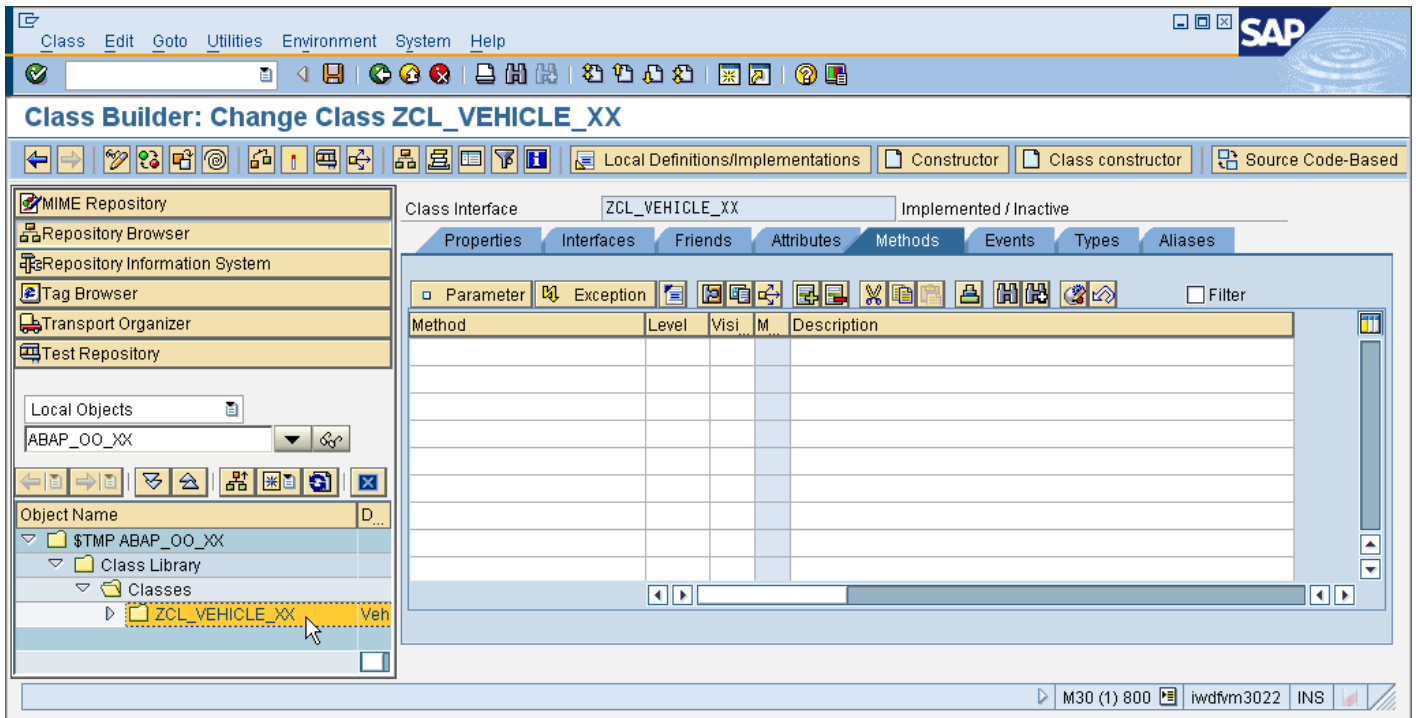 Class Edit Goto Utilities Environment System Help
SAP
Class Builder: Change Class ZCL_VEHICLE_XX
Local Definitions/Implementations Constructor Class constructor Source Code-Based
MIME Repository
Repository Browser
Repository Information System
Tag Browser
Transport Organizer
Test Repository
Local Objects
ABAP_OO_XX
Object Name D...
$TMP ABAP_OO_XX
Class Library
Classes
ZCL_VEHICLE_XX Veh
Class Interface ZCL_VEHICLE_XX Implemented / Inactive
Properties Interfaces Friends Attributes Methods Events Types Aliases
Parameter Exception Filter
Method Level Visi... M... Description
M30 (1) 800 iwdfvm3022 INS